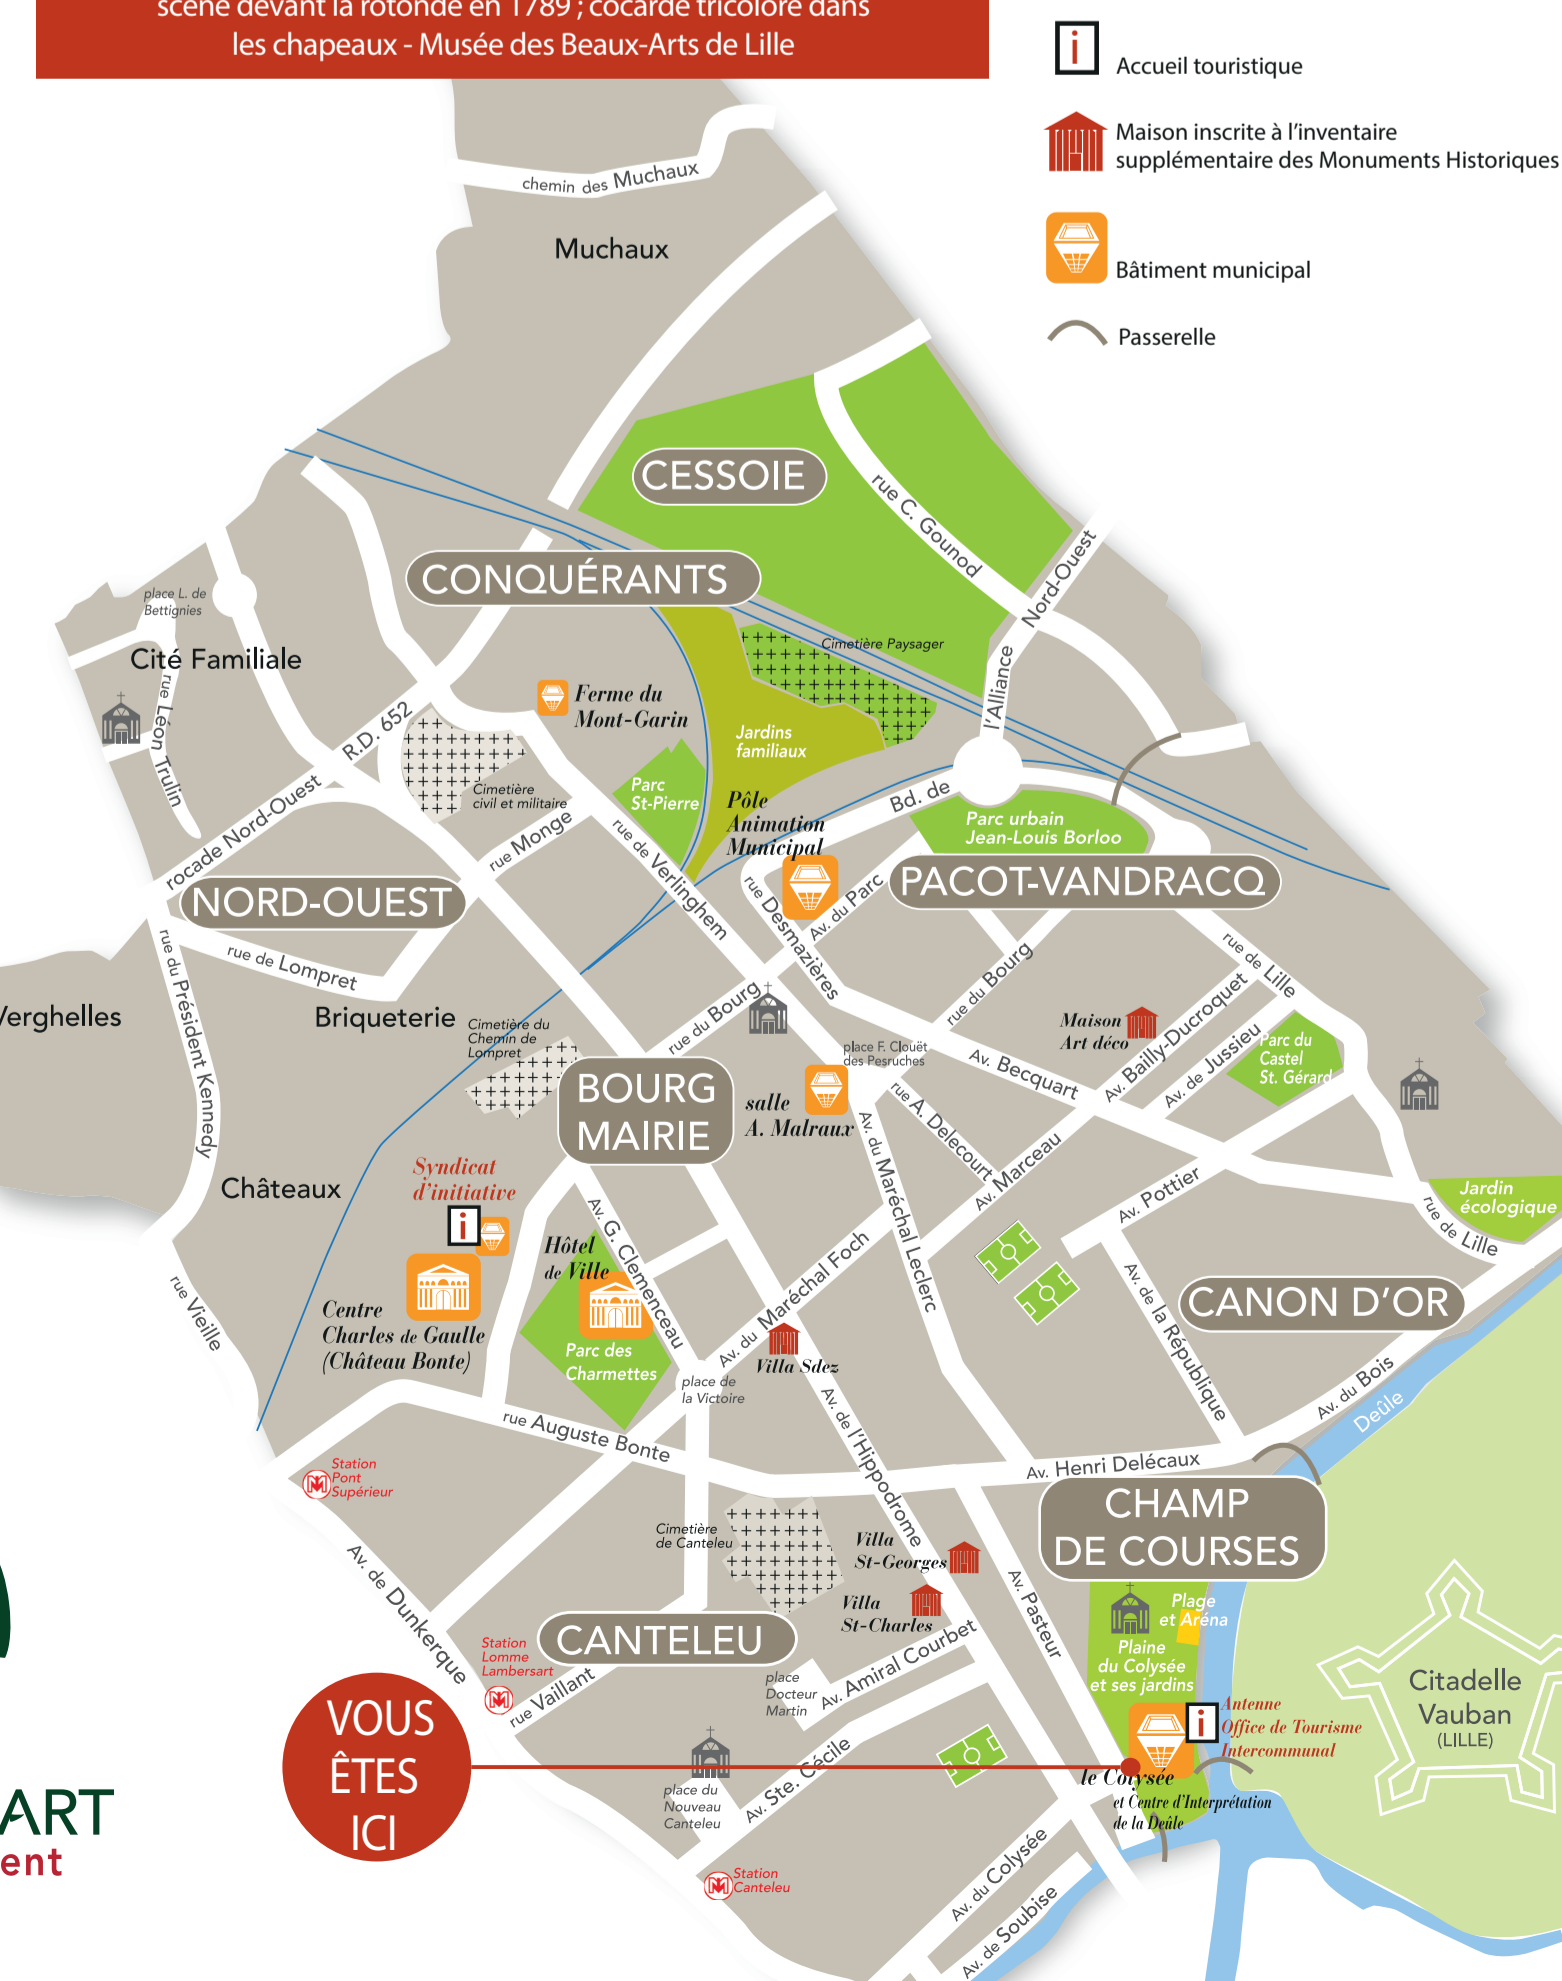 scène devant la rotonde en 1789 ; cocarde tricolore dans
les chapeaux - Musée des Beaux-Arts de Lille
i
Accueil touristique
Maison inscrite à l'inventaire
supplémentaire des Monuments Historiques
Bâtiment municipal
Passerelle
chemin des Muchaux
Muchaux
CESSOIE
rue C. Gounod
Nord-Ouest
l'Alliance
Bd. de
CONQUÉRANTS
place L. de
Bettignies
Cité Familiale
rue Léon Trulin
R.D. 652
rocade Nord-Ouest
Cimetière Paysager
Ferme du
Mont-Garin
Jardins
familiaux
Cimetière
civil et militaire
Parc
St-Pierre
Pôle
Animation
Municipal
rue Monge
rue de Verlinghem
Parc urbain
Jean-Louis Borloo
PACOT-VANDRACQ
NORD-OUEST
rue Desmazières
Av. du Parc
rue de Lompret
rue du Président Kennedy
rue du Bourg
rue du Bourg
rue de Lille
Verghelles
Briqueterie
Cimetière du
Chemin de
Lompret
Maison
Art déco
Av. Bailly-Ducroquet
Av. de Jussieu
Parc du
Castel
St. Gérard
place F. Clouët
des Pesruches
Av. Becquart
BOURG
MAIRIE
salle
A. Malraux
rue A. Delecourt
Av. Marceau
Av. du Maréchal Leclerc
Châteaux
Syndicat
d'initiative
i
Av. Pottier
Jardin
écologique
rue de Lille
Hôtel
de Ville
Av. G. Clemenceau
Av. du Maréchal Foch
rue Vieille
Centre
Charles de Gaulle
(Château Bonte)
Parc des
Charmettes
Villa Sdez
place de
la Victoire
Av. de la République
CANON D'OR
Av. du Bois
Deûle
rue Auguste Bonte
Av. de l'Hippodrome
Av. Henri Delécaux
Station
Pont
Supérieur
CHAMP
DE COURSES
Cimetière
de Canteleu
Villa
St-Georges
Villa
St-Charles
Av. Pasteur
Av. de Dunkerque
Plage
et Aréna
Plaine
du Colysée
et ses jardins
CANTELEU
Station
Lomme
Lambersart
rue Vaillant
place
Docteur
Martin
Av. Amiral Courbet
Citadelle
Vauban
(LILLE)
VOUS
ÊTES
ICI
i
Antenne
Office de Tourisme
Intercommunal
le Colysée
et Centre d'Interprétation
de la Deûle
place du
Nouveau
Canteleu
Av. Ste. Cécile
ART
ent
Station
Canteleu
Av. du Colysée
Av. de Soubise